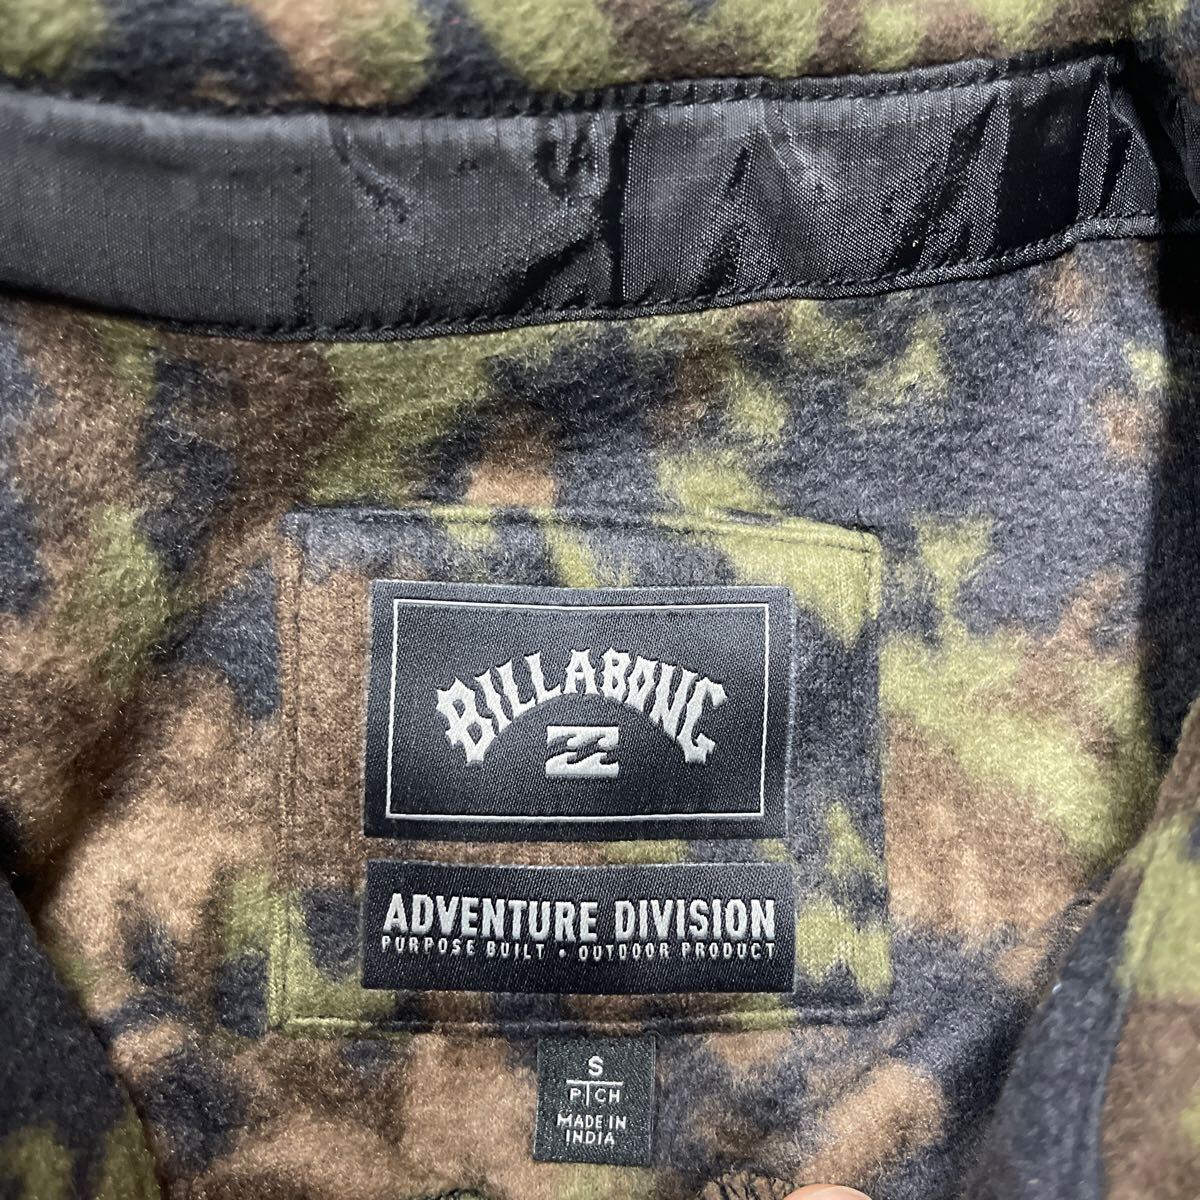 BILLABONG
ADVENTURE DIVISION
PURPOSE BUILT • OUTDOOR PRODUCT
S
P|CH
MADE IN
INDIA